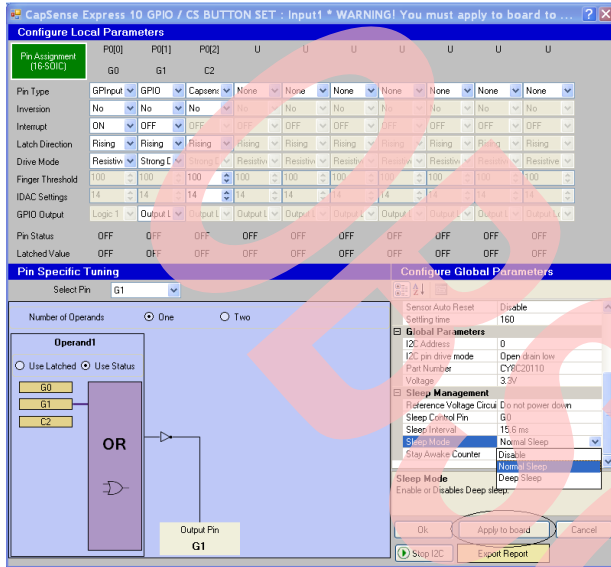 CapSense Express 10 GPIO / CS BUTTON SET : Input1 * WARNING! You must apply to board to ...
Configure Local Parameters
Pin Assignment (16-SOIC) P0[0] P0[1] P0[2] U U U U U U U
G0 G1 C2
Pin Type GPInput GPIO Capsens None None None None None None None
Inversion No No No No No No No No No No
Interrupt ON OFF OFF OFF OFF OFF OFF OFF OFF OFF
Latch Direction Rising Rising Rising Rising Rising Rising Rising Rising Rising Rising
Drive Mode Resistiv Strong D Strong D Resistive Resistive Resistive Resistive Resistive Resistive Resistive
Finger Threshold 100 100 100 100 100 100 100 100 100 100
IDAC Settings 14 14 14 14 14 14 14 14 14 14
GPIO Output Logic 1 Output L Output L Output L Output L Output L Output L Output L Output L Output L
Pin Status OFF OFF OFF OFF OFF OFF OFF OFF OFF OFF
Latched Value OFF OFF OFF OFF OFF OFF OFF OFF OFF OFF
Pin Specific Tuning
Select Pin G1
Number of Operands One Two
Operand1
Use Latched Use Status
G0
G1
C2
OR
Output Pin
G1
Configure Global Parameters
Sensor Auto Reset Disable
Settling time 160
Global Parameters
I2C Address 0
I2C pin drive mode Open drain low
Part Number CY8C20110
Voltage 3.3V
Sleep Management
Reference Voltage Circui Do not power down
Sleep Control Pin G0
Sleep Interval 15.6 ms
Sleep Mode Normal Sleep
Stay Awake Counter Disable
Normal Sleep
Deep Sleep
Sleep Mode
Enable or Disables Deep sleep.
Ok Apply to board Cancel
Stop I2C Export Report